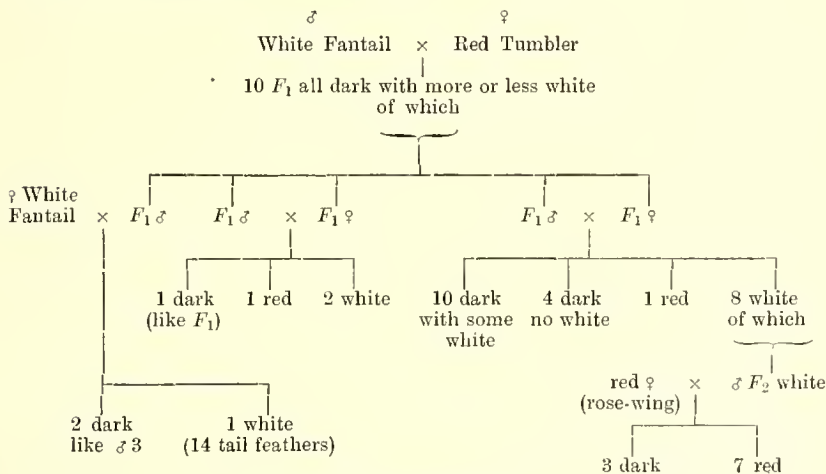 ♂ ♀
White Fantail × Red Tumbler
10 F₁ all dark with more or less white
of which
♀ White
Fantail × F₁ ♂ F₁ ♂ × F₁ ♀ F₁ ♂ × F₁ ♀
1 dark 1 red 2 white 10 dark 4 dark 1 red 8 white
(like F₁) with some no white of which
white
red ♀ × ♂ F₂ white
(rose-wing)
2 dark 1 white
like ♂ 3 (14 tail feathers)
3 dark 7 red